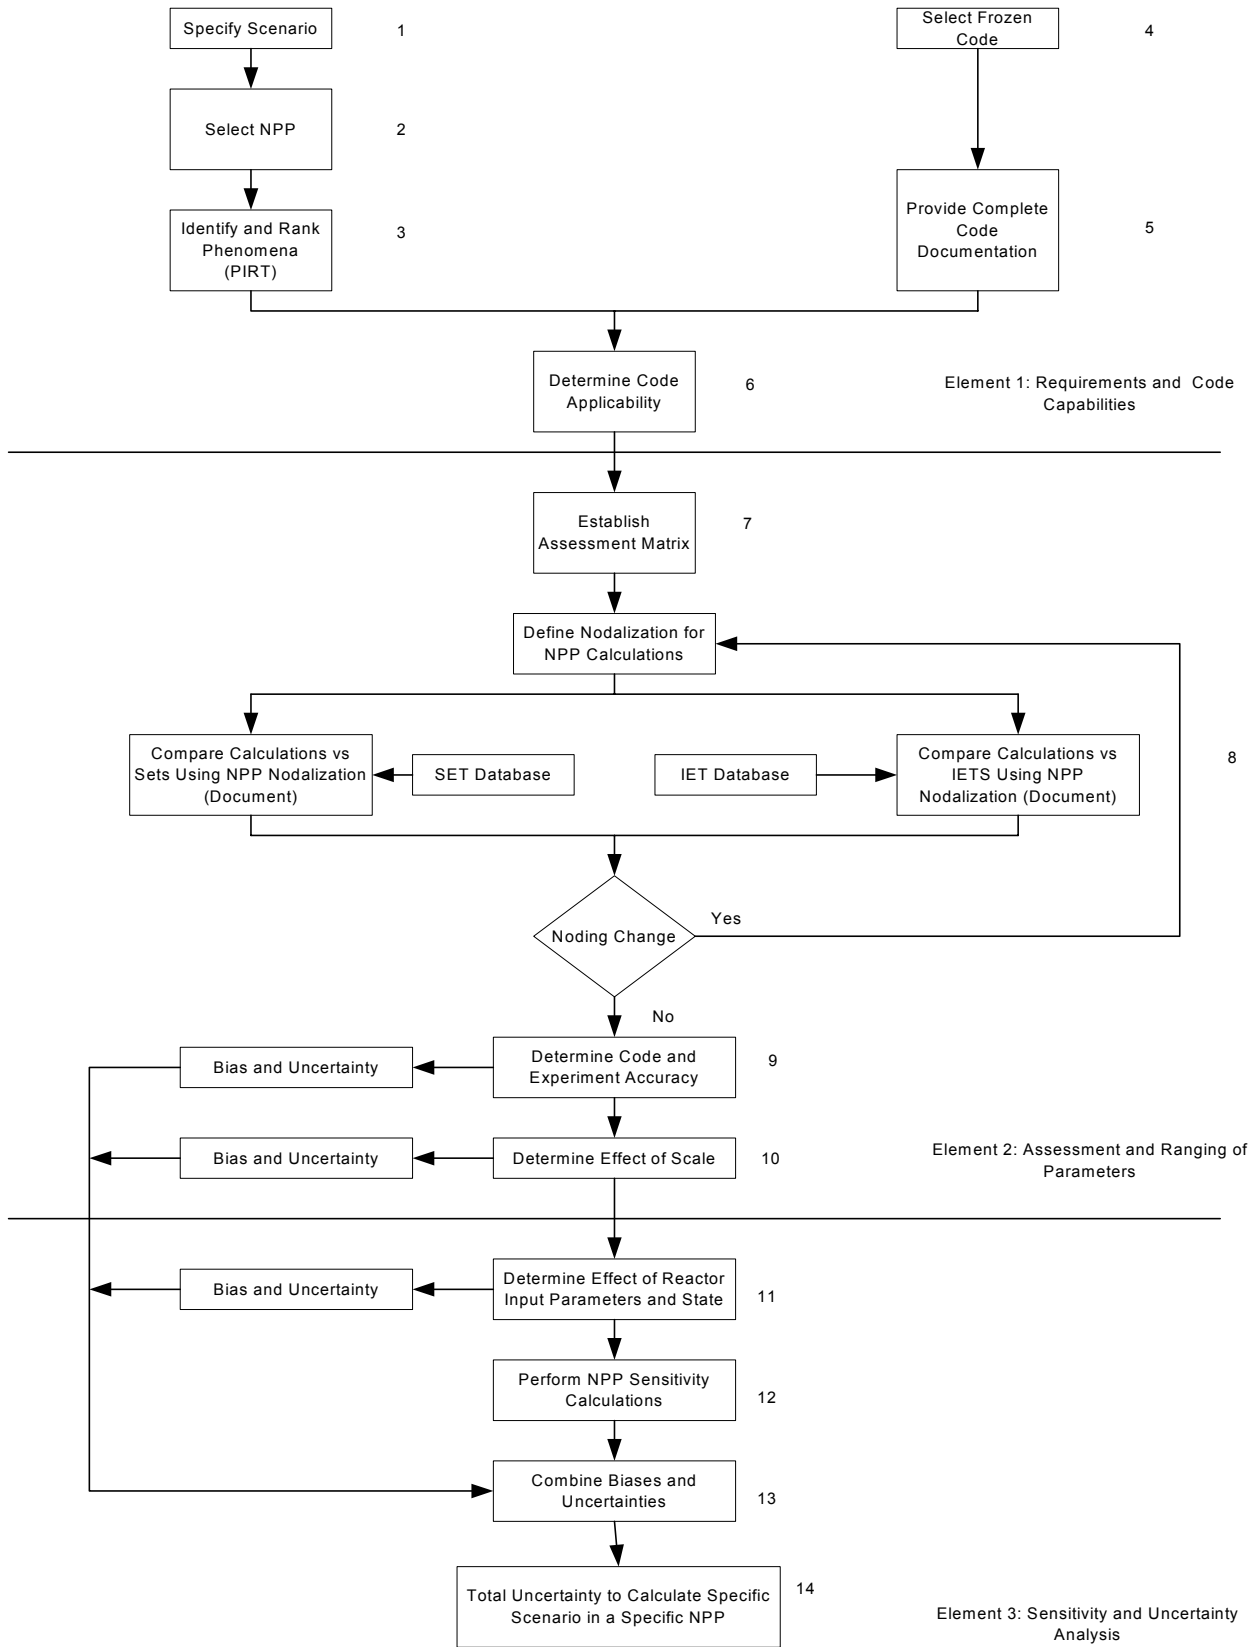 Specify Scenario
1
Select Frozen
Code
4
Select NPP
2
Identify and Rank
Phenomena
(PIRT)
3
Provide Complete
Code
Documentation
5
Determine Code
Applicability
6
Element 1: Requirements and Code
Capabilities
Establish
Assessment Matrix
7
Define Nodalization for
NPP Calculations
Compare Calculations vs
Sets Using NPP Nodalization
(Document)
SET Database
IET Database
Compare Calculations vs
IETS Using NPP
Nodalization (Document)
8
Noding Change
Yes
No
Bias and Uncertainty
Determine Code and
Experiment Accuracy
9
Bias and Uncertainty
Determine Effect of Scale
10
Element 2: Assessment and Ranging of
Parameters
Bias and Uncertainty
Determine Effect of Reactor
Input Parameters and State
11
Perform NPP Sensitivity
Calculations
12
Combine Biases and
Uncertainties
13
Total Uncertainty to Calculate Specific
Scenario in a Specific NPP
14
Element 3: Sensitivity and Uncertainty
Analysis